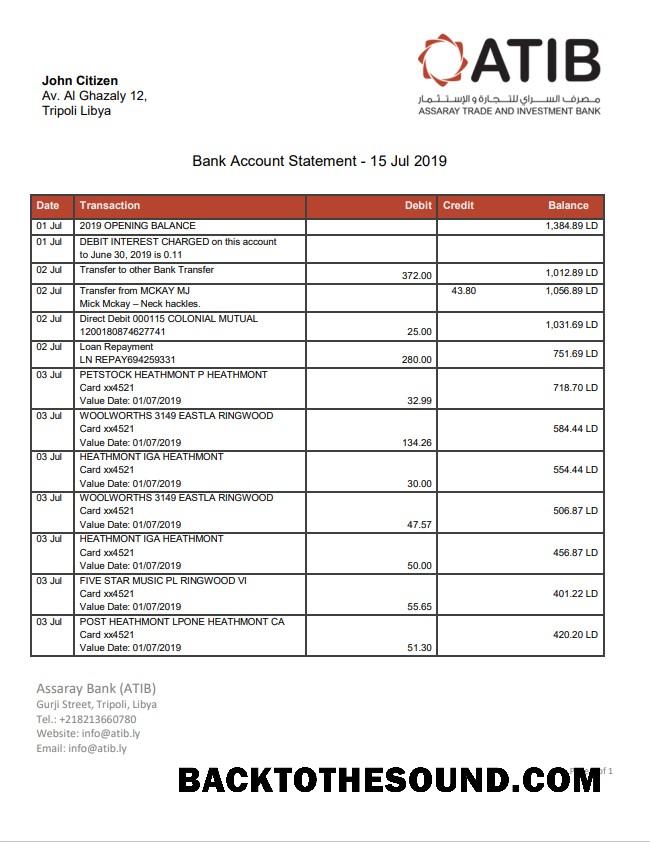 ATIB
مصرف السراي للتجارة و الإستثمار
ASSARAY TRADE AND INVESTMENT BANK
John Citizen
Av. Al Ghazaly 12,
Tripoli Libya
Bank Account Statement - 15 Jul 2019
Date Transaction Debit Credit Balance
01 Jul 2019 OPENING BALANCE 1,384.89 LD
01 Jul DEBIT INTEREST CHARGED on this account
to June 30, 2019 is 0.11
02 Jul Transfer to other Bank Transfer 372.00 1,012.89 LD
02 Jul Transfer from MCKAY MJ 43.80 1,056.89 LD
Mick Mckay – Neck hackles.
02 Jul Direct Debit 000115 COLONIAL MUTUAL
1200180874627741 25.00 1,031.69 LD
02 Jul Loan Repayment
LN REPAY694259331 280.00 751.69 LD
03 Jul PETSTOCK HEATHMONT P HEATHMONT
Card xx4521 718.70 LD
Value Date: 01/07/2019 32.99
03 Jul WOOLWORTHS 3149 EASTLA RINGWOOD
Card xx4521 584.44 LD
Value Date: 01/07/2019 134.26
03 Jul HEATHMONT IGA HEATHMONT
Card xx4521 554.44 LD
Value Date: 01/07/2019 30.00
03 Jul WOOLWORTHS 3149 EASTLA RINGWOOD
Card xx4521 506.87 LD
Value Date: 01/07/2019 47.57
03 Jul HEATHMONT IGA HEATHMONT
Card xx4521 456.87 LD
Value Date: 01/07/2019 50.00
03 Jul FIVE STAR MUSIC PL RINGWOOD VI
Card xx4521 401.22 LD
Value Date: 01/07/2019 55.65
03 Jul POST HEATHMONT LPONE HEATHMONT CA
Card xx4521 420.20 LD
Value Date: 01/07/2019 51.30
Assaray Bank (ATIB)
Gurji Street, Tripoli, Libya
Tel.: +218213660780
Website: info@atib.ly
Email: info@atib.ly
of 1
BACKTOTHESOUND.COM